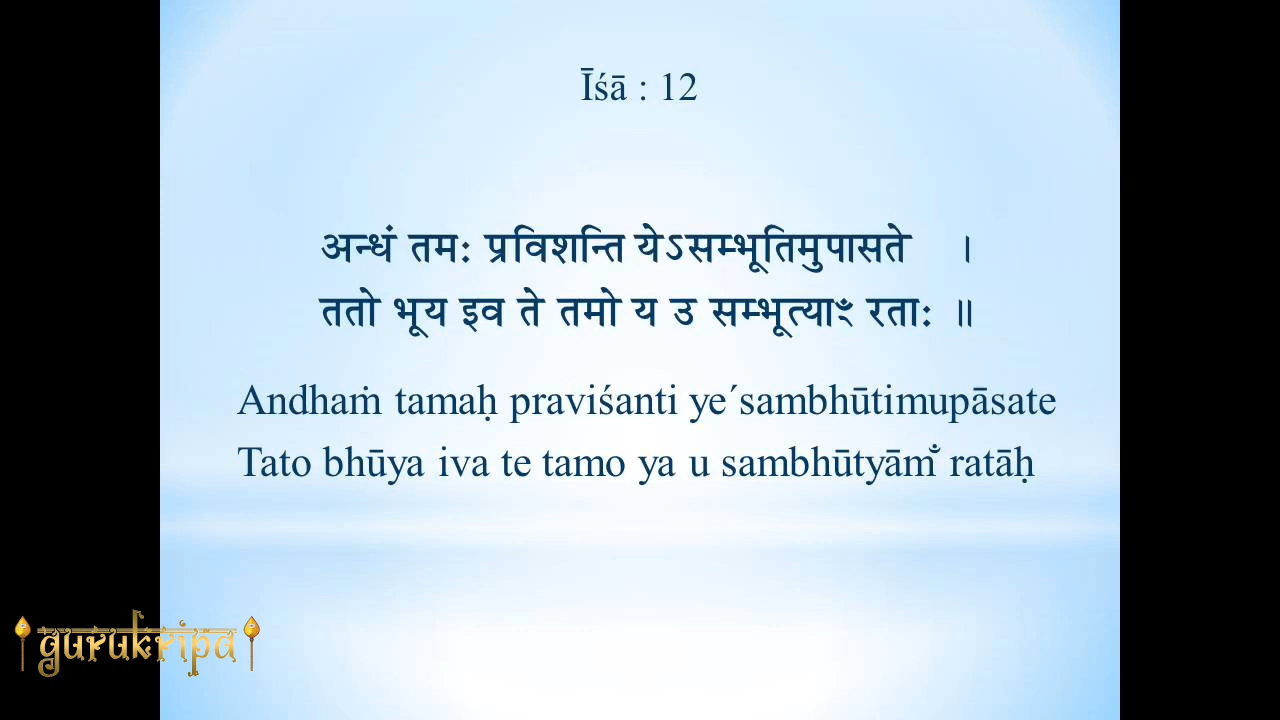 Īśā : 12
अन्धं तमः प्रविशन्ति येऽसम्भूतिमुपासते ।
ततो भूय इव ते तमो य उ सम्भूत्याꣳ रताः ॥
Andhaṁ tamaḥ praviśanti ye´sambhūtimupāsate
Tato bhūya iva te tamo ya u sambhūtyām̐ ratāḥ
gurukripa